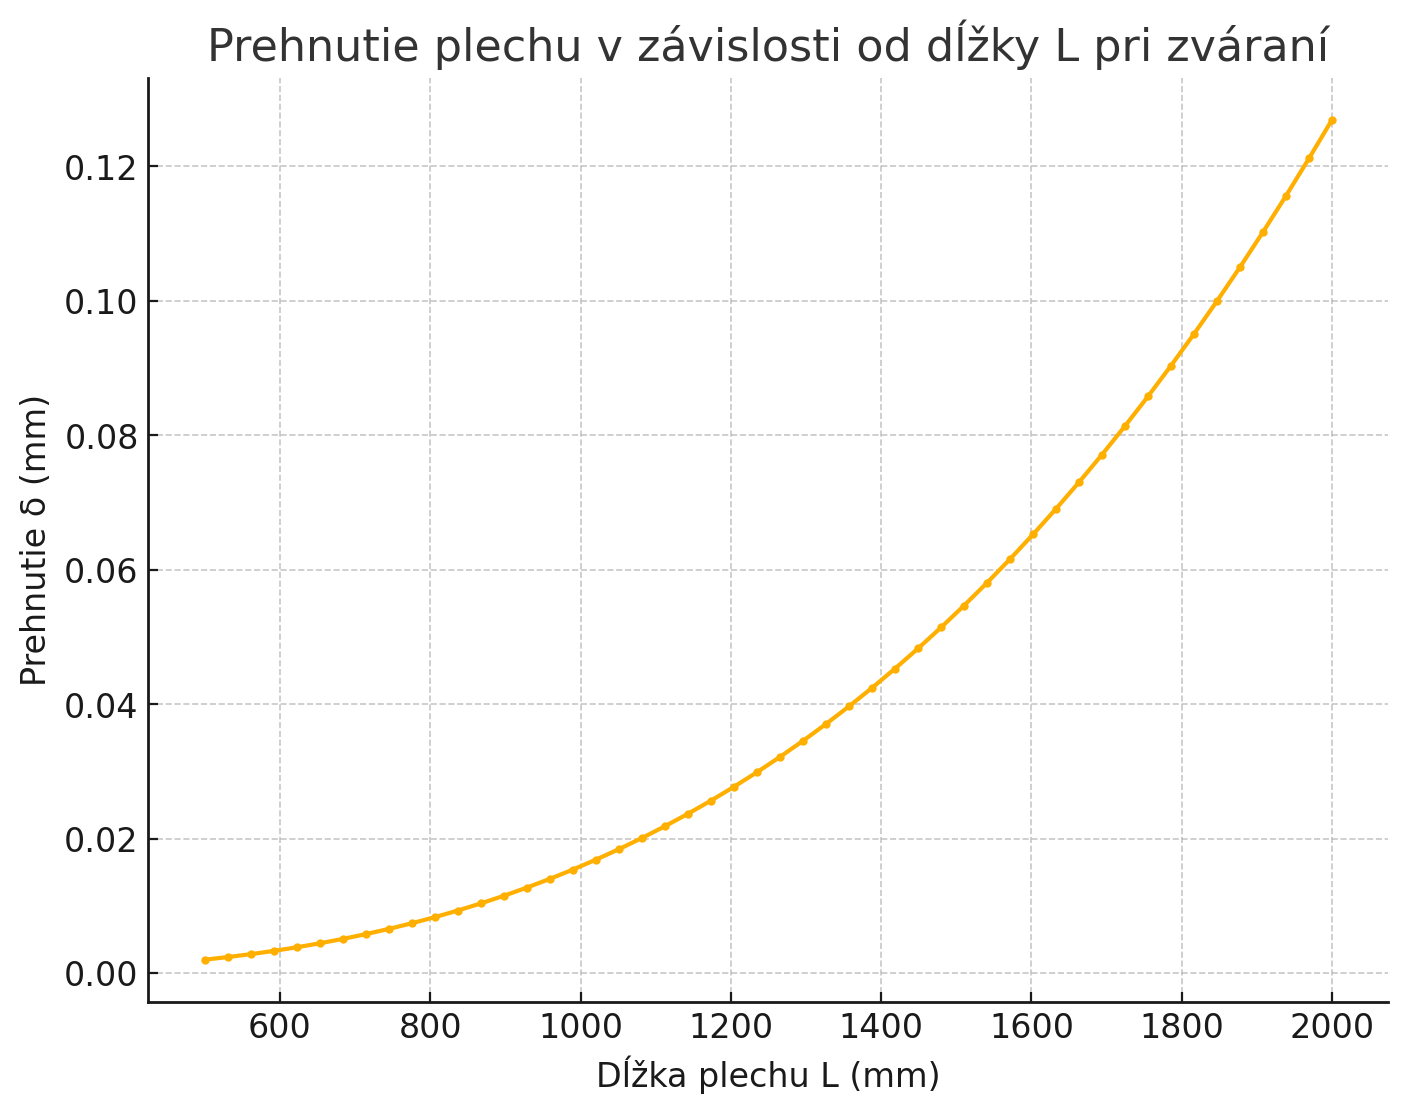 Prehnutie plechu v závislosti od dĺžky L pri zváraní
Prehnutie δ (mm)
0.12
0.10
0.08
0.06
0.04
0.02
0.00
600 800 1000 1200 1400 1600 1800 2000
Dĺžka plechu L (mm)